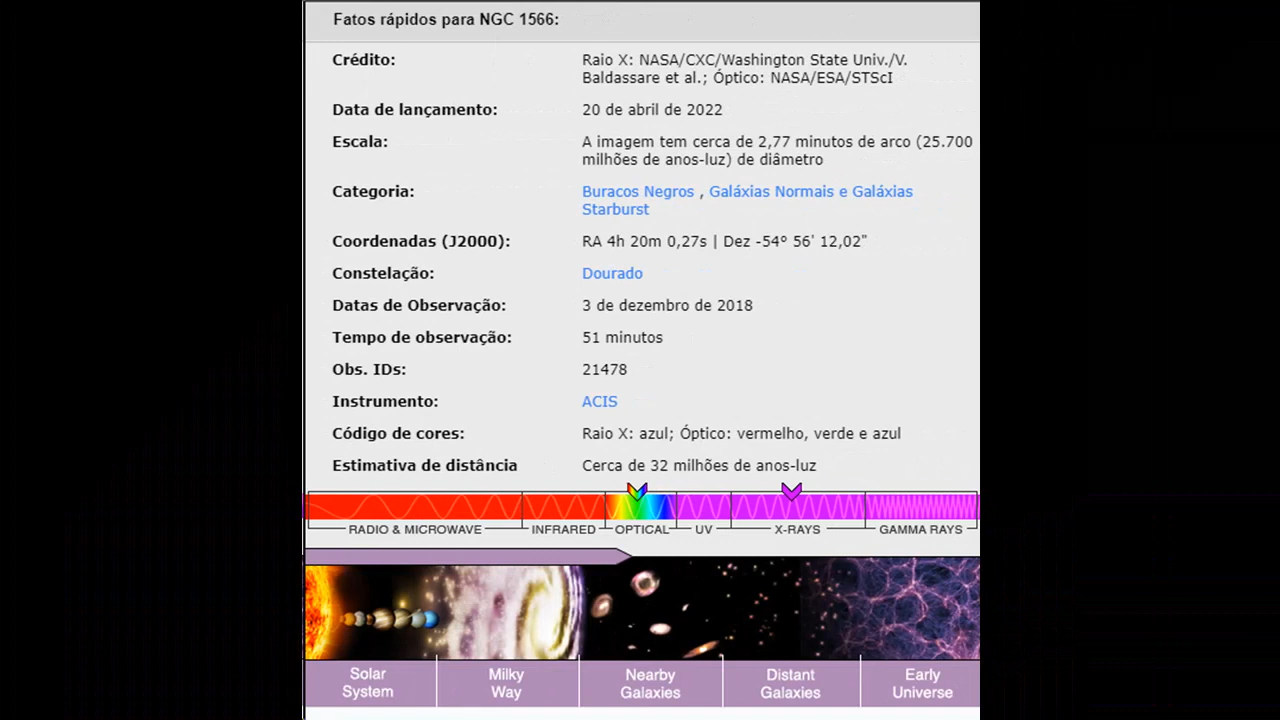 Fatos rápidos para NGC 1566:
Crédito: Raio X: NASA/CXC/Washington State Univ./V.
Baldassare et al.; Óptico: NASA/ESA/STScI
Data de lançamento: 20 de abril de 2022
Escala: A imagem tem cerca de 2,77 minutos de arco (25.700
milhões de anos-luz) de diâmetro
Categoria: Buracos Negros , Galáxias Normais e Galáxias
Starburst
Coordenadas (J2000): RA 4h 20m 0,27s | Dez -54º 56' 12,02"
Constelação: Dourado
Datas de Observação: 3 de dezembro de 2018
Tempo de observação: 51 minutos
Obs. IDs: 21478
Instrumento: ACIS
Código de cores: Raio X: azul; Óptico: vermelho, verde e azul
Estimativa de distância Cerca de 32 milhões de anos-luz
RADIO & MICROWAVE INFRARED OPTICAL UV X-RAYS GAMMA RAYS
Solar System
Milky Way
Nearby Galaxies
Distant Galaxies
Early Universe